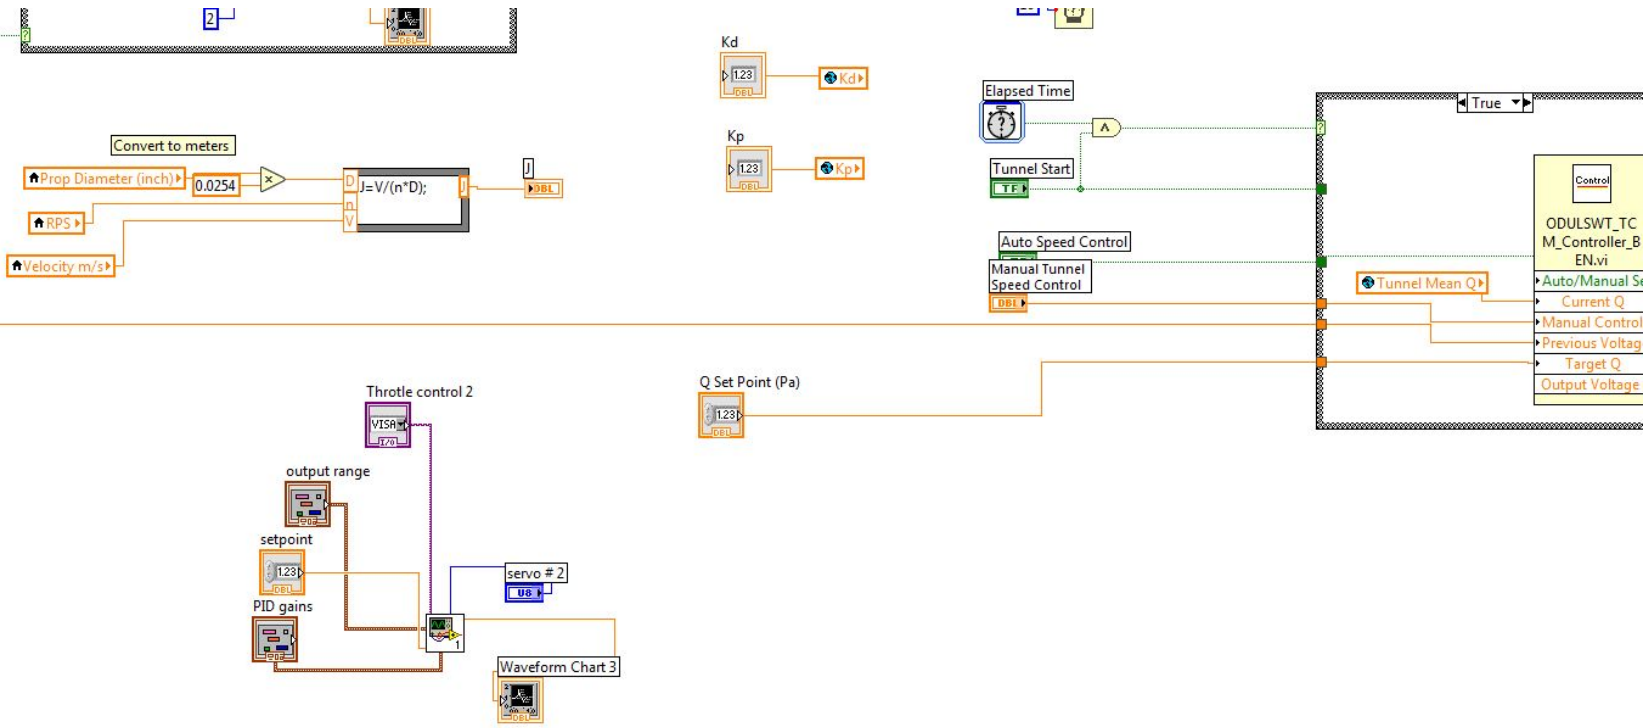 2
DBL
?
Kd
1.23
DBL
Kd
Elapsed Time
?
True
?
Convert to meters
Kp
Prop Diameter (inch)
0.0254
×
D
J=V/(n*D);
J
J
DBL
1.23
DBL
Kp
Tunnel Start
TF
Control
RPS
n
V
ODULSWT_TC
M_Controller_B
EN.vi
Velocity m/s
Auto Speed Control
Manual Tunnel
Speed Control
DBL
Tunnel Mean Q
Auto/Manual Se
Current Q
Manual Control
Previous Voltag
Target Q
Output Voltage
Throtle control 2
VISA
I/O
Q Set Point (Pa)
1.23
DBL
output range
setpoint
1.23
DBL
PID gains
servo # 2
U8
1
Waveform Chart 3
DBL